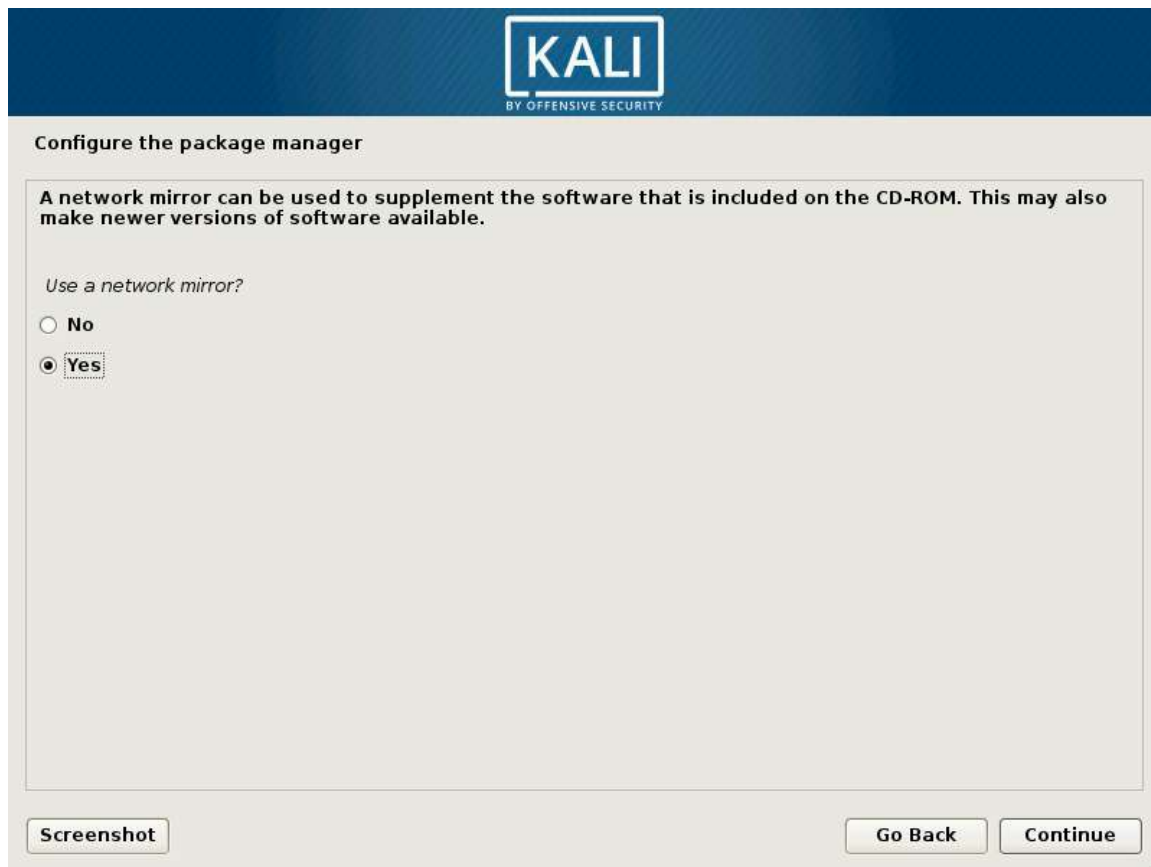 KALI
BY OFFENSIVE SECURITY
Configure the package manager
A network mirror can be used to supplement the software that is included on the CD-ROM. This may also
make newer versions of software available.
Use a network mirror?
No
Yes
Screenshot
Go Back
Continue